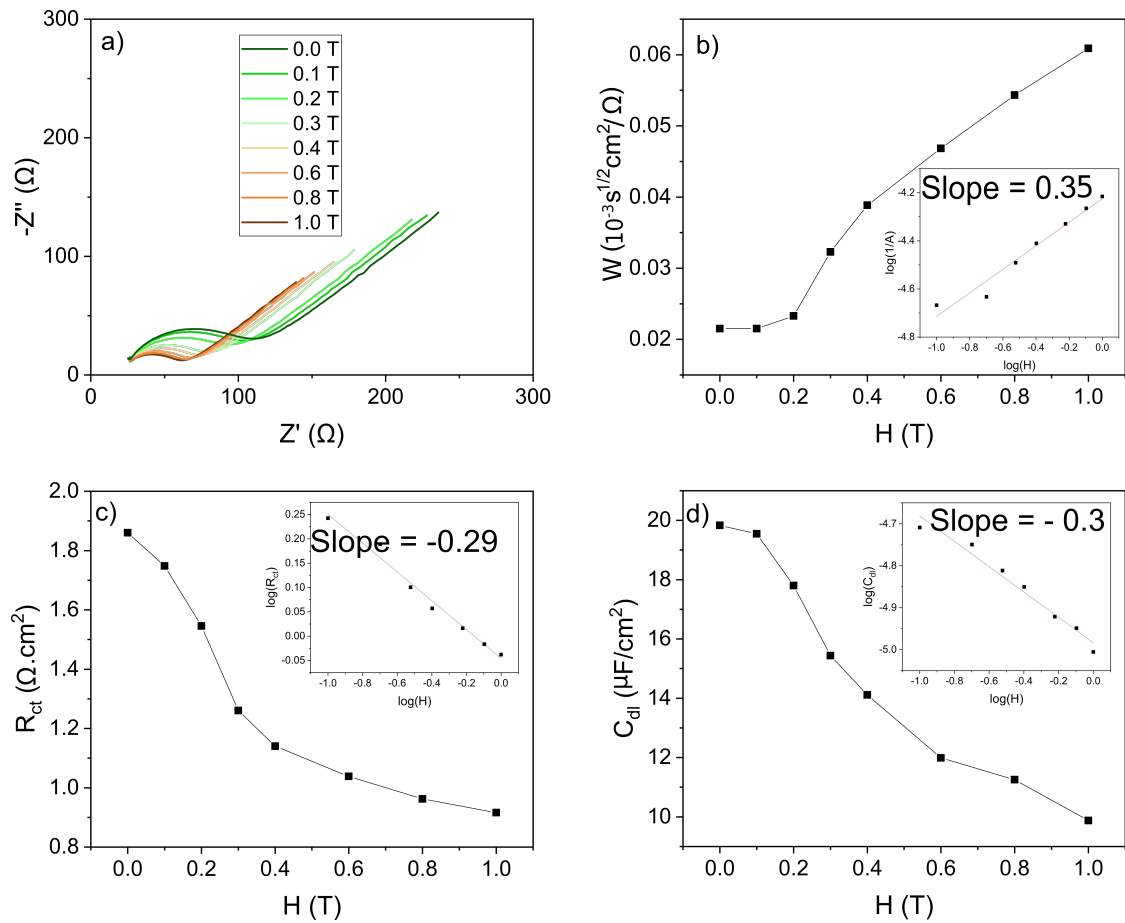 a)
300
200
100
0
-Z" (Ω)
0.0 T
0.1 T
0.2 T
0.3 T
0.4 T
0.6 T
0.8 T
1.0 T
0 100 200 300
Z' (Ω)
b)
0.06
0.05
0.04
0.03
0.02
W (10⁻³s¹ᐟ²cm²/Ω)
0.0 0.2 0.4 0.6 0.8 1.0
H (T)
Slope = 0.35
-4.2
-4.4
-4.6
-4.8
log(1/A)
-1.0 -0.8 -0.6 -0.4 -0.2 0.0
log(H)
c)
2.0
1.8
1.6
1.4
1.2
1.0
0.8
R_ct (Ω.cm²)
0.0 0.2 0.4 0.6 0.8 1.0
H (T)
Slope = -0.29
0.25
0.20
0.10
0.05
0.00
-0.05
log(R_ct)
-1.0 -0.8 -0.6 -0.4 -0.2 0.0
log(H)
d)
20
18
16
14
12
10
C_dl (μF/cm²)
0.0 0.2 0.4 0.6 0.8 1.0
H (T)
Slope = - 0.3
-4.7
-4.8
-4.9
-5.0
log(C_dl)
-1.0 -0.8 -0.6 -0.4 -0.2 0.0
log(H)